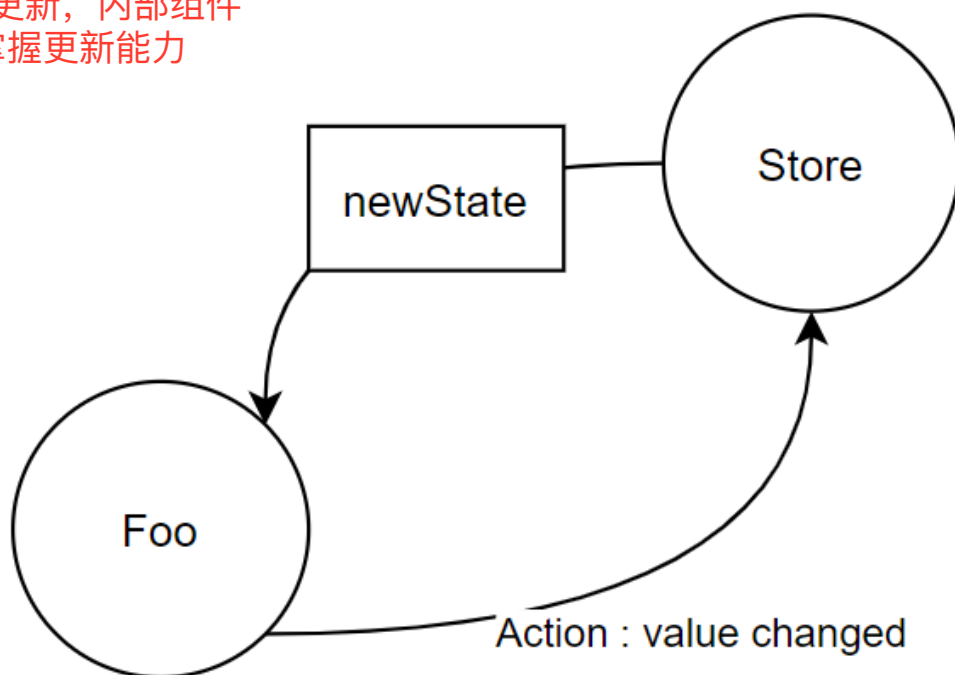 更新，内部组件
掌握更新能力
Store
newState
Foo
Action : value changed